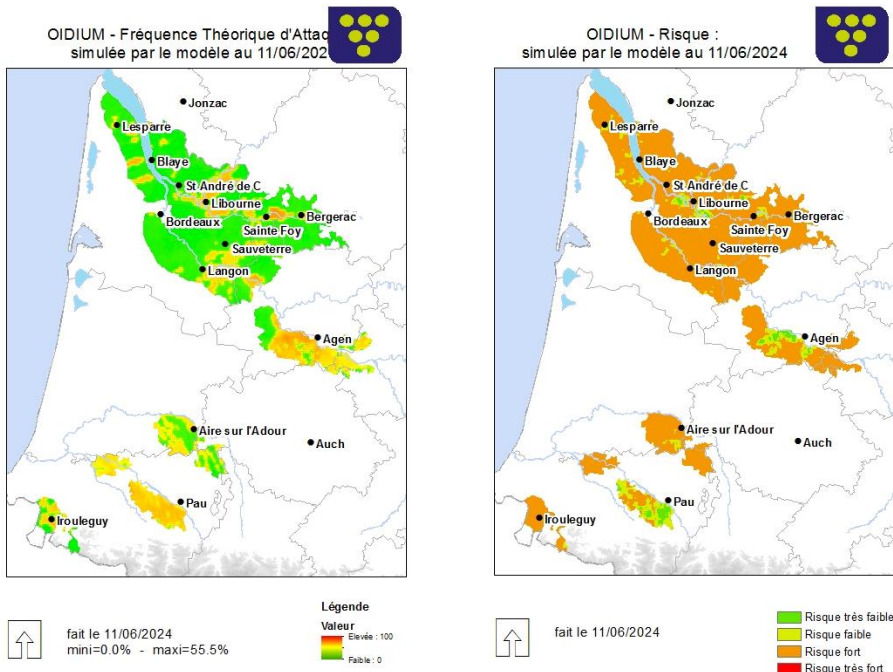 OIDIUM - Fréquence Théorique d'Attaq
simulée par le modèle au 11/06/202
Jonzac
Lesparre
Blaye
St André de C
Libourne
Bordeaux
Bergerac
Sainte Foy
Sauveterre
Langon
Agen
Aire sur l'Adour
Auch
Pau
Irouleguy
fait le 11/06/2024
mini=0.0% - maxi=55.5%
Légende
Valeur
Elevée : 100
Faible : 0
OIDIUM - Risque :
simulée par le modèle au 11/06/2024
Jonzac
Lesparre
Blaye
St André de C
Libourne
Bordeaux
Bergerac
Sainte Foy
Sauveterre
Langon
Agen
Aire sur l'Adour
Auch
Pau
Irouleguy
fait le 11/06/2024
Risque très faible
Risque faible
Risque fort
Risque très fort